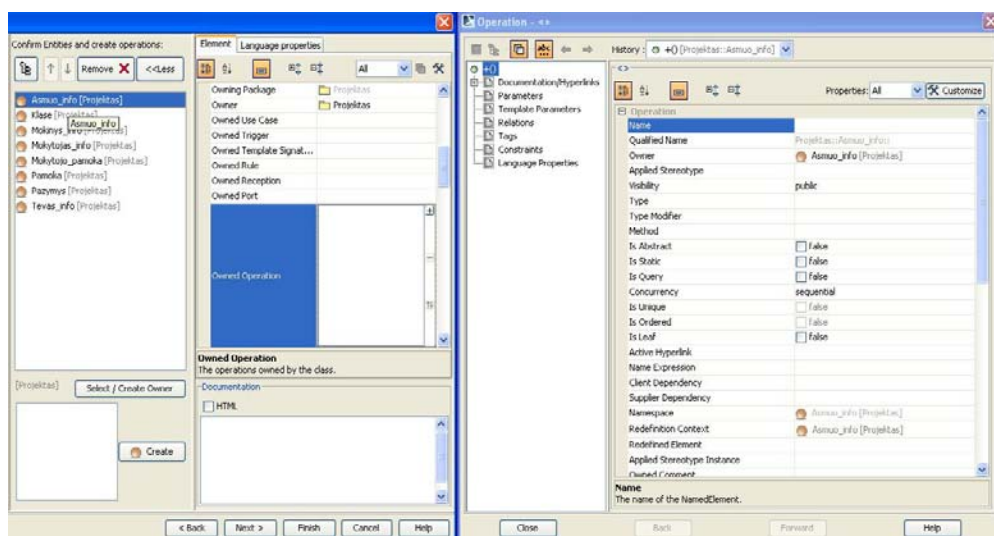 Confirm Entities and create operations:
Remove
<<Less
Asmuo_info [Projektas]
Klase [Projektas]
Asmuo_info
Mokinys_info [Projektas]
Mokytojas_info [Projektas]
Mokytojo_pamoka [Projektas]
Pamoka [Projektas]
Pazymys [Projektas]
Tevas_info [Projektas]
[Projektas]
Select / Create Owner
Create
Element
Language properties
All
Owning Package
Projektas
Owner
Projektas
Owned Use Case
Owned Trigger
Owned Template Signat...
Owned Rule
Owned Reception
Owned Port
Owned Operation
Owned Operation
The operations owned by the class.
Documentation
HTML
< Back
Next >
Finish
Cancel
Help
Operation - <>
History :
+() [Projektas::Asmuo_info]
+()
Documentation/Hyperlinks
Parameters
Template Parameters
Relations
Tags
Constraints
Language Properties
<>
Properties: All
Customize
Operation
Name
Qualified Name
Projektas::Asmuo_info::
Owner
Asmuo_info [Projektas]
Applied Stereotype
Visibility
public
Type
Type Modifier
Method
Is Abstract
false
Is Static
false
Is Query
false
Concurrency
sequential
Is Unique
false
Is Ordered
false
Is Leaf
false
Active Hyperlink
Name Expression
Client Dependency
Supplier Dependency
Namespace
Asmuo_info [Projektas]
Redefinition Context
Asmuo_info [Projektas]
Redefined Element
Applied Stereotype Instance
Owned Comment
Name
The name of the NamedElement.
Close
Back
Forward
Help